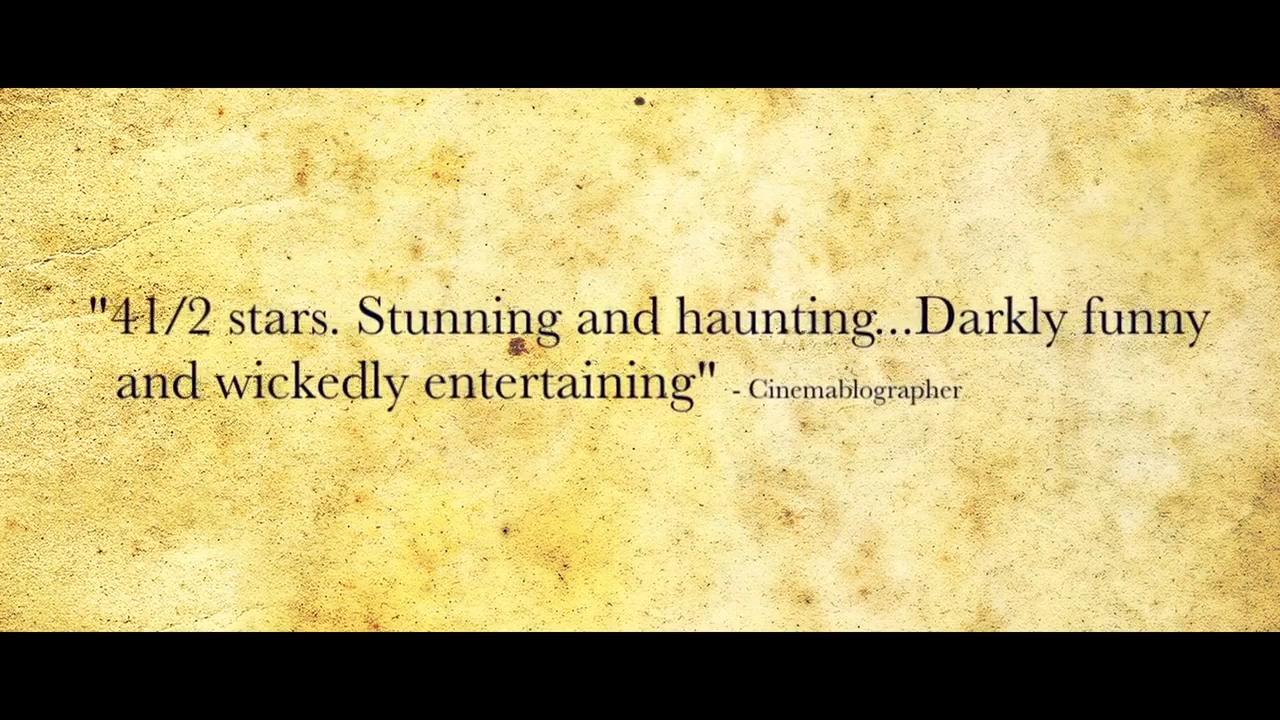 "41/2 stars. Stunning and haunting...Darkly funny
and wickedly entertaining" - Cinemablographer